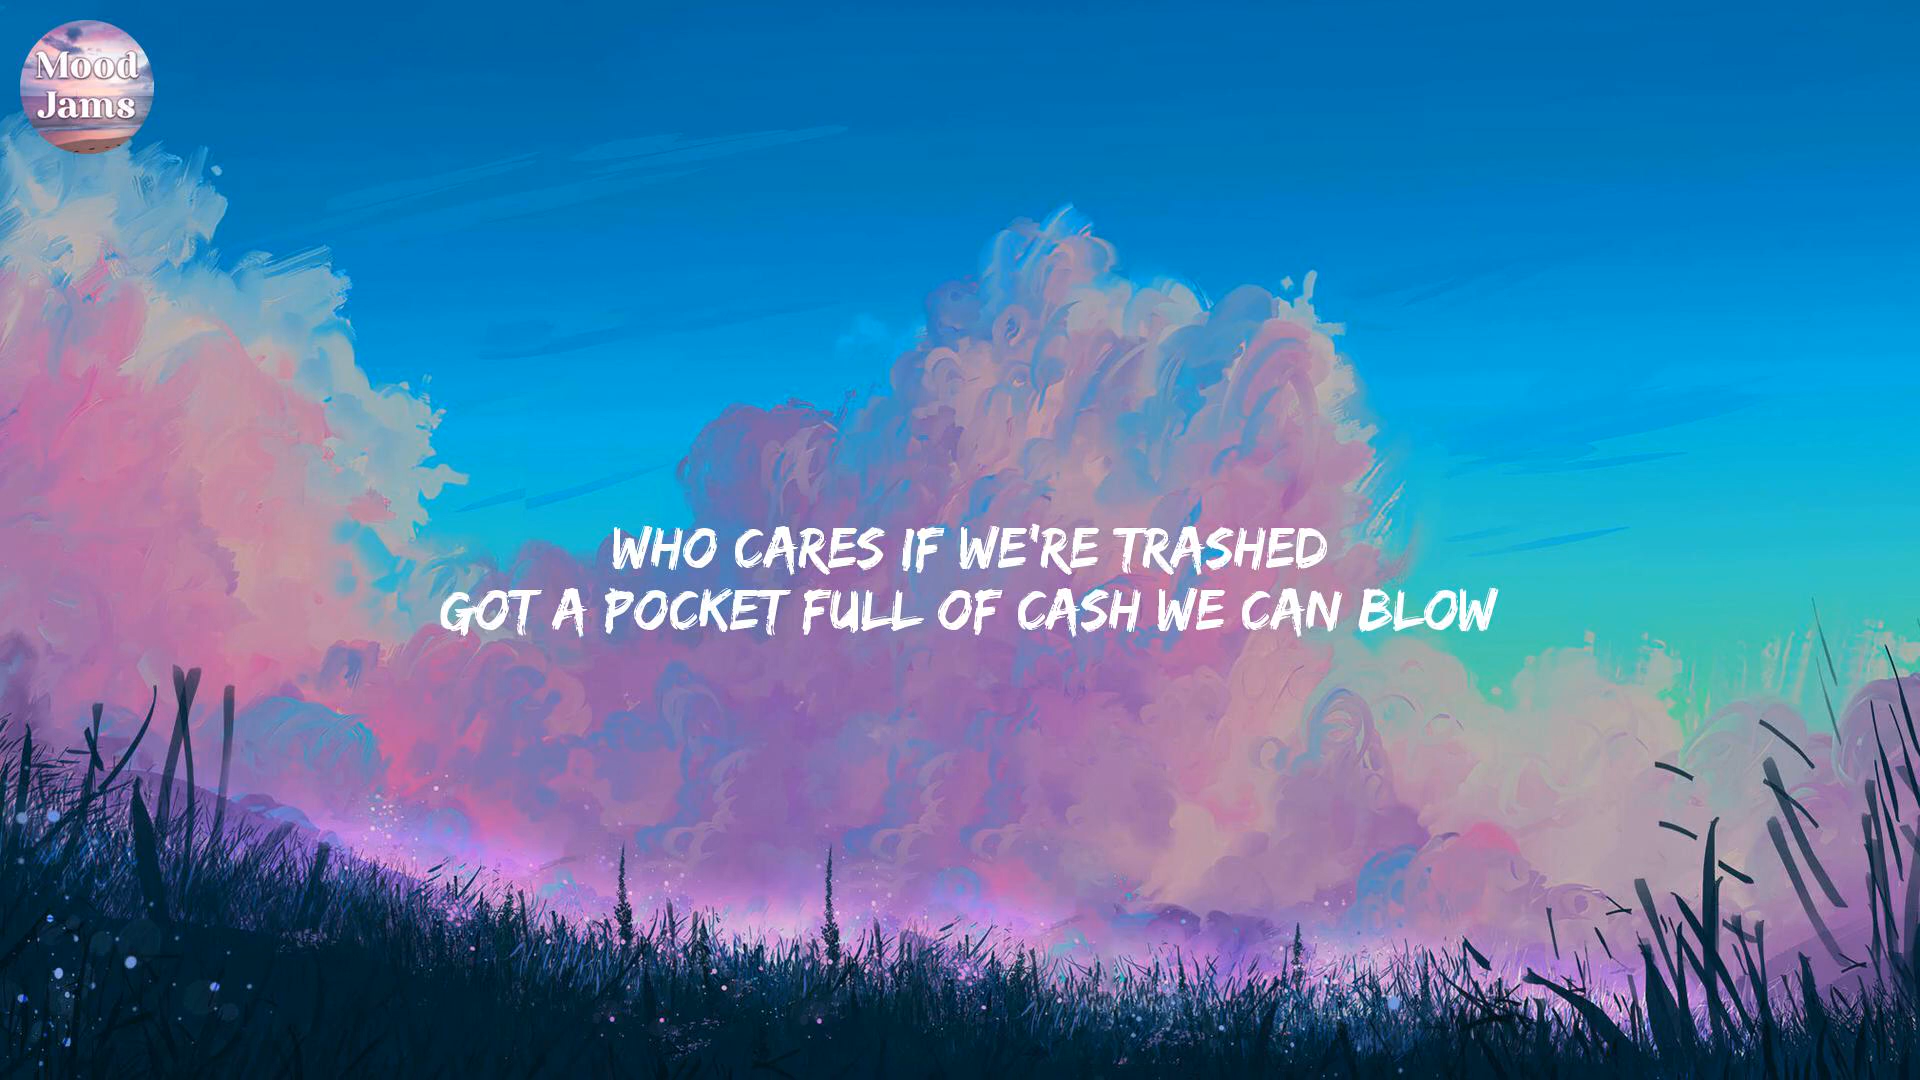 Mood
Jams
WHO CARES IF WE'RE TRASHED
GOT A POCKET FULL OF CASH WE CAN BLOW